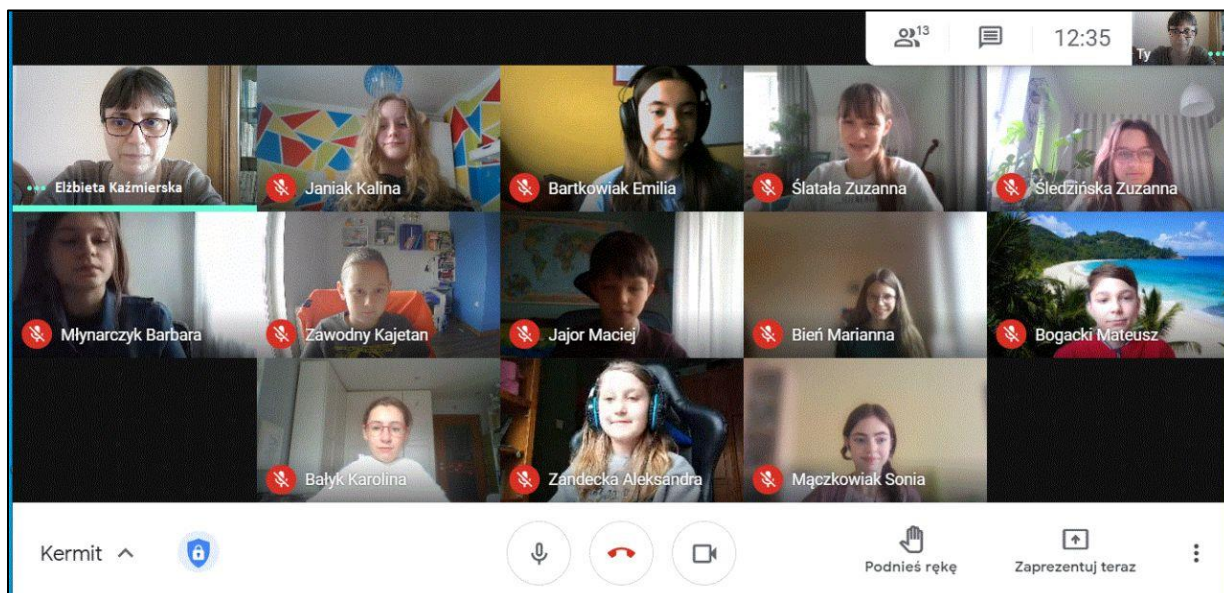 13
12:35
Ty
Elżbieta Kaźmierska
Janiak Kalina
Bartkowiak Emilia
Ślatała Zuzanna
Śledzińska Zuzanna
Młynarczyk Barbara
Zawodny Kajetan
Jajor Maciej
Bień Marianna
Bogacki Mateusz
Bałyk Karolina
Zandecka Aleksandra
Mączkowiak Sonia
Kermit
Podnieś rękę
Zaprezentuj teraz